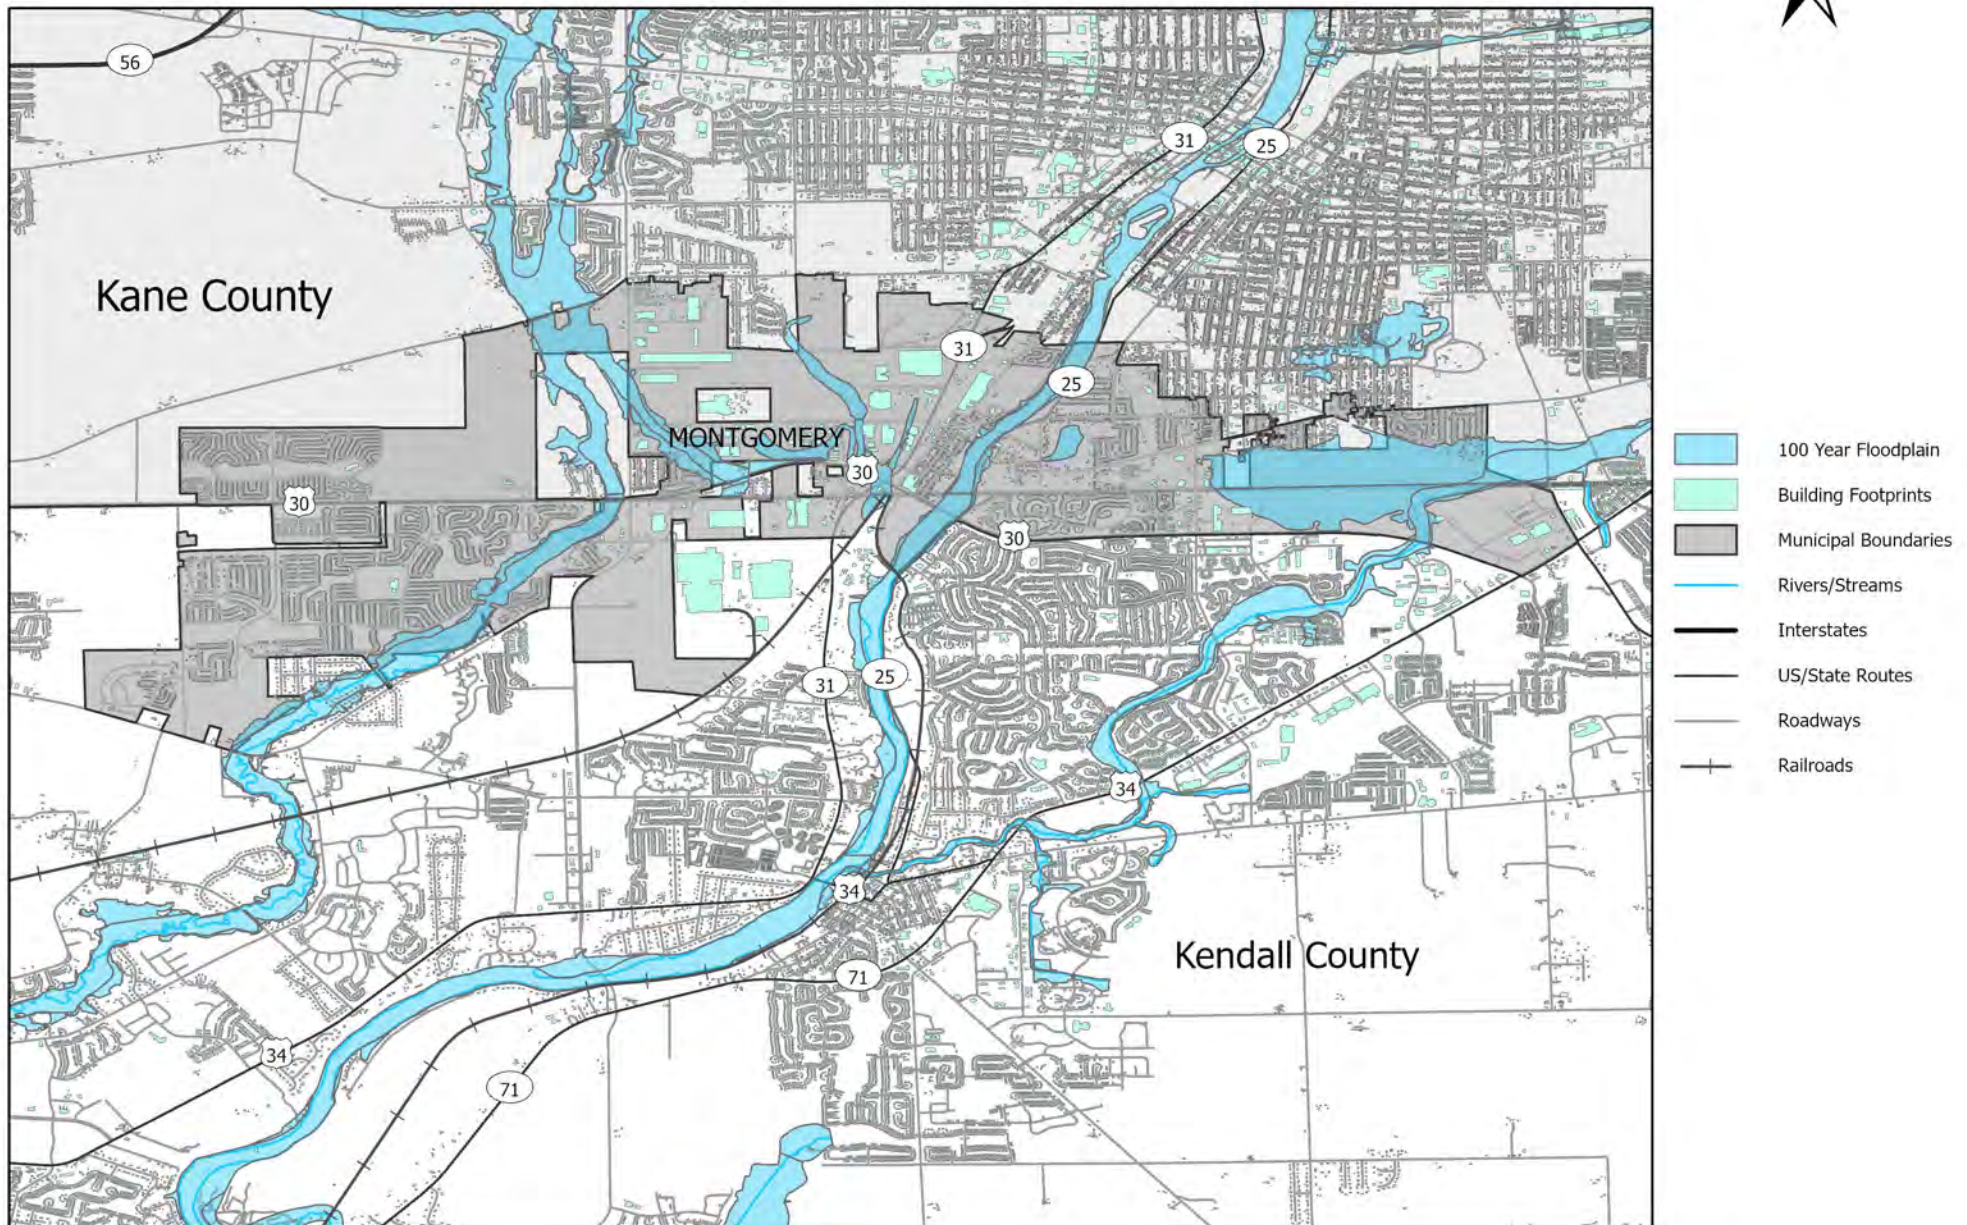 56
31
25
Kane County
31
25
MONTGOMERY
30
30
30
31
25
34
34
Kendall County
71
34
71
100 Year Floodplain
Building Footprints
Municipal Boundaries
Rivers/Streams
Interstates
US/State Routes
Roadways
Railroads